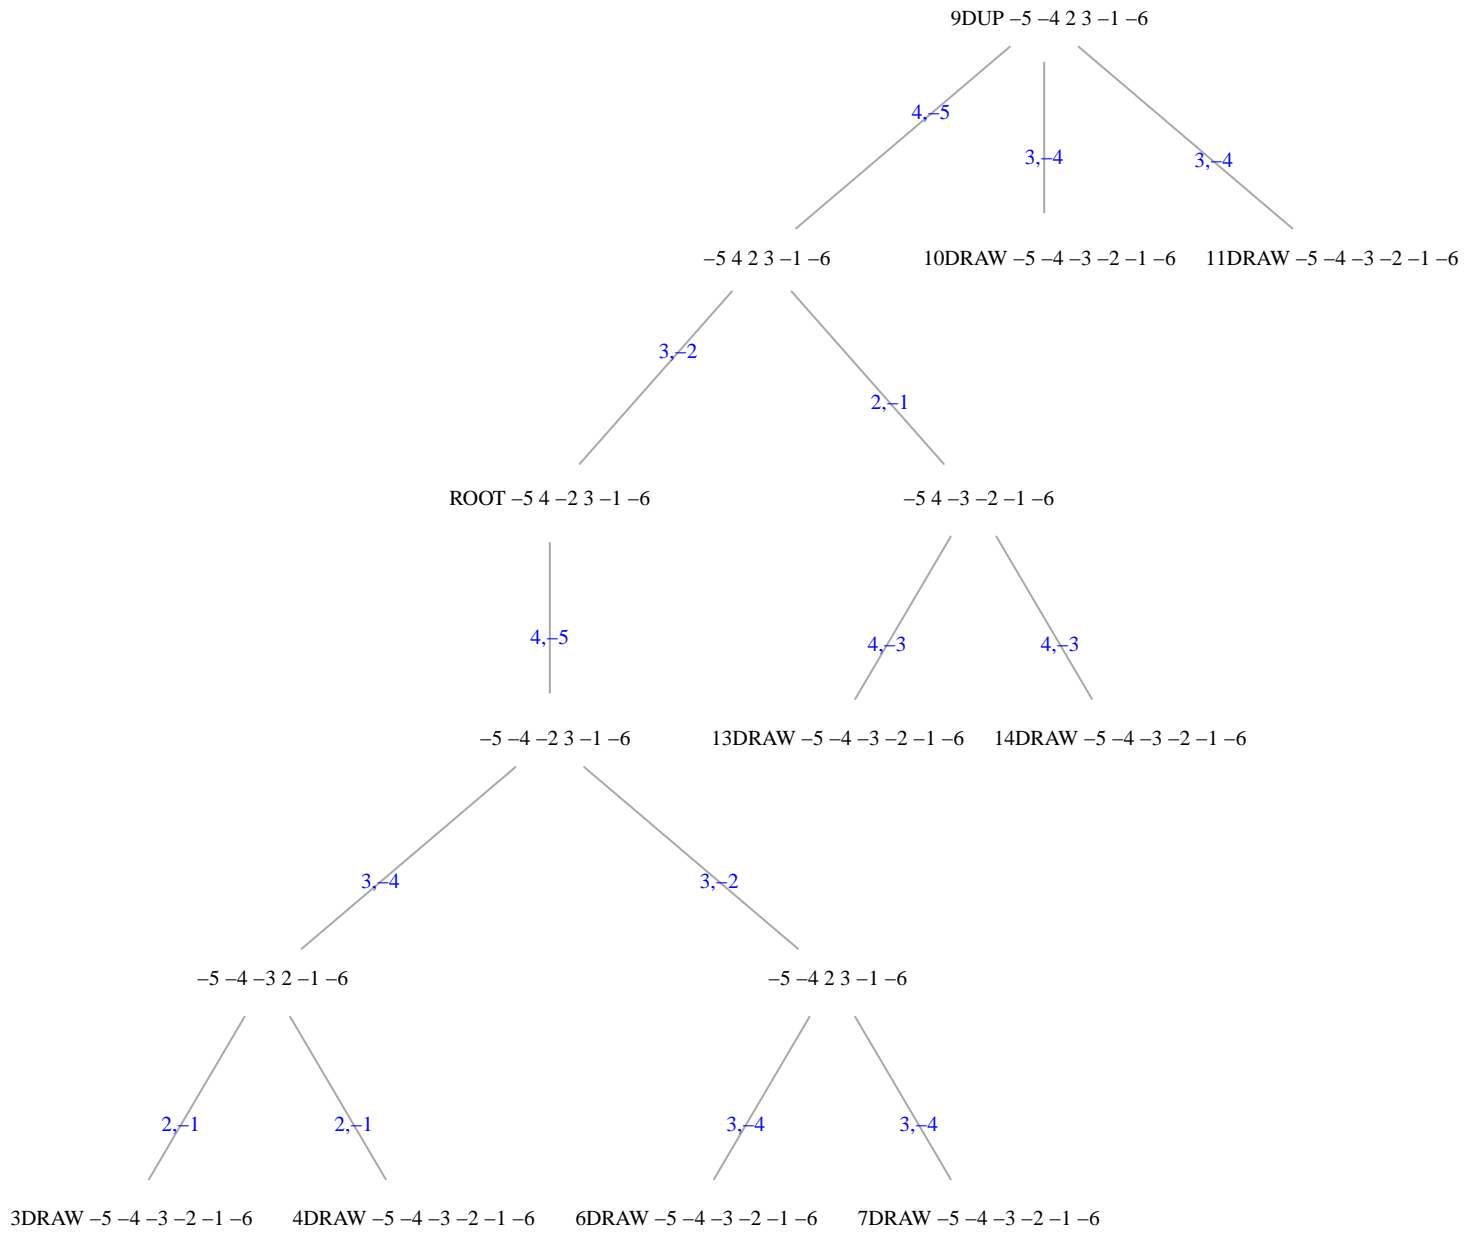 9DUP –5 –4 2 3 –1 –6
4,–5
3,–4
3,–4
–5 4 2 3 –1 –6
10DRAW –5 –4 –3 –2 –1 –6
11DRAW –5 –4 –3 –2 –1 –6
3,–2
2,–1
ROOT –5 4 –2 3 –1 –6
–5 4 –3 –2 –1 –6
4,–5
4,–3
4,–3
–5 –4 –2 3 –1 –6
13DRAW –5 –4 –3 –2 –1 –6
14DRAW –5 –4 –3 –2 –1 –6
3,–4
3,–2
–5 –4 –3 2 –1 –6
–5 –4 2 3 –1 –6
2,–1
2,–1
3,–4
3,–4
3DRAW –5 –4 –3 –2 –1 –6
4DRAW –5 –4 –3 –2 –1 –6
6DRAW –5 –4 –3 –2 –1 –6
7DRAW –5 –4 –3 –2 –1 –6